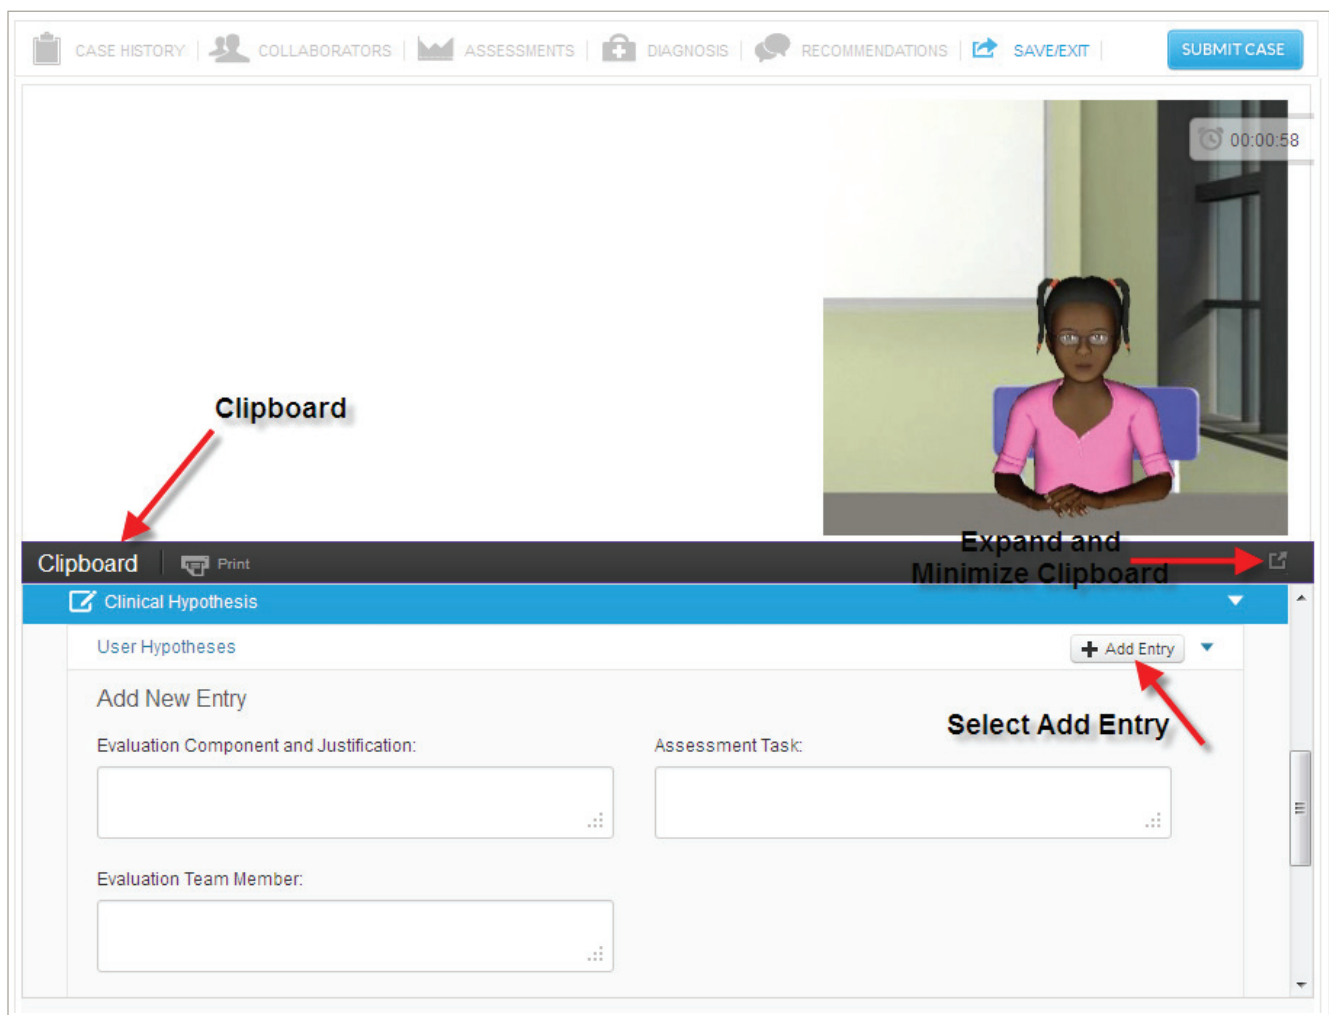 CASE HISTORY COLLABORATORS ASSESSMENTS DIAGNOSIS RECOMMENDATIONS SAVE/EXIT SUBMIT CASE
00:00:58
Clipboard
Expand and
Minimize Clipboard
Clipboard Print
Clinical Hypothesis
User Hypotheses Add Entry
Add New Entry
Select Add Entry
Evaluation Component and Justification: Assessment Task:
Evaluation Team Member: